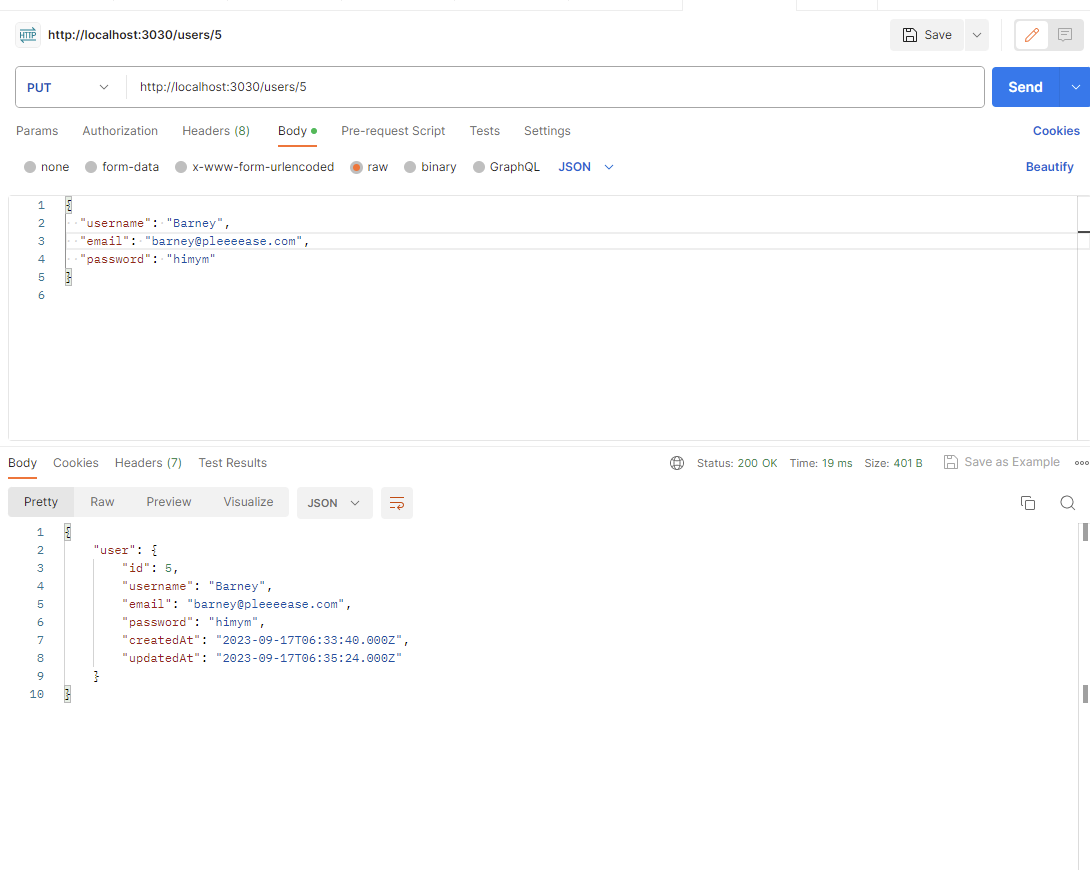 HTTP http://localhost:3030/users/5 Save
PUT http://localhost:3030/users/5 Send
Params Authorization Headers (8) Body Pre-request Script Tests Settings Cookies
none form-data x-www-form-urlencoded raw binary GraphQL JSON Beautify
1 {
2 "username": "Barney",
3 "email": "barney@pleeeease.com",
4 "password": "himym"
5 }
6
Body Cookies Headers (7) Test Results Status: 200 OK Time: 19 ms Size: 401 B Save as Example
Pretty Raw Preview Visualize JSON
1 {
2 "user": {
3 "id": 5,
4 "username": "Barney",
5 "email": "barney@pleeeease.com",
6 "password": "himym",
7 "createdAt": "2023-09-17T06:33:40.000Z",
8 "updatedAt": "2023-09-17T06:35:24.000Z"
9 }
10 }